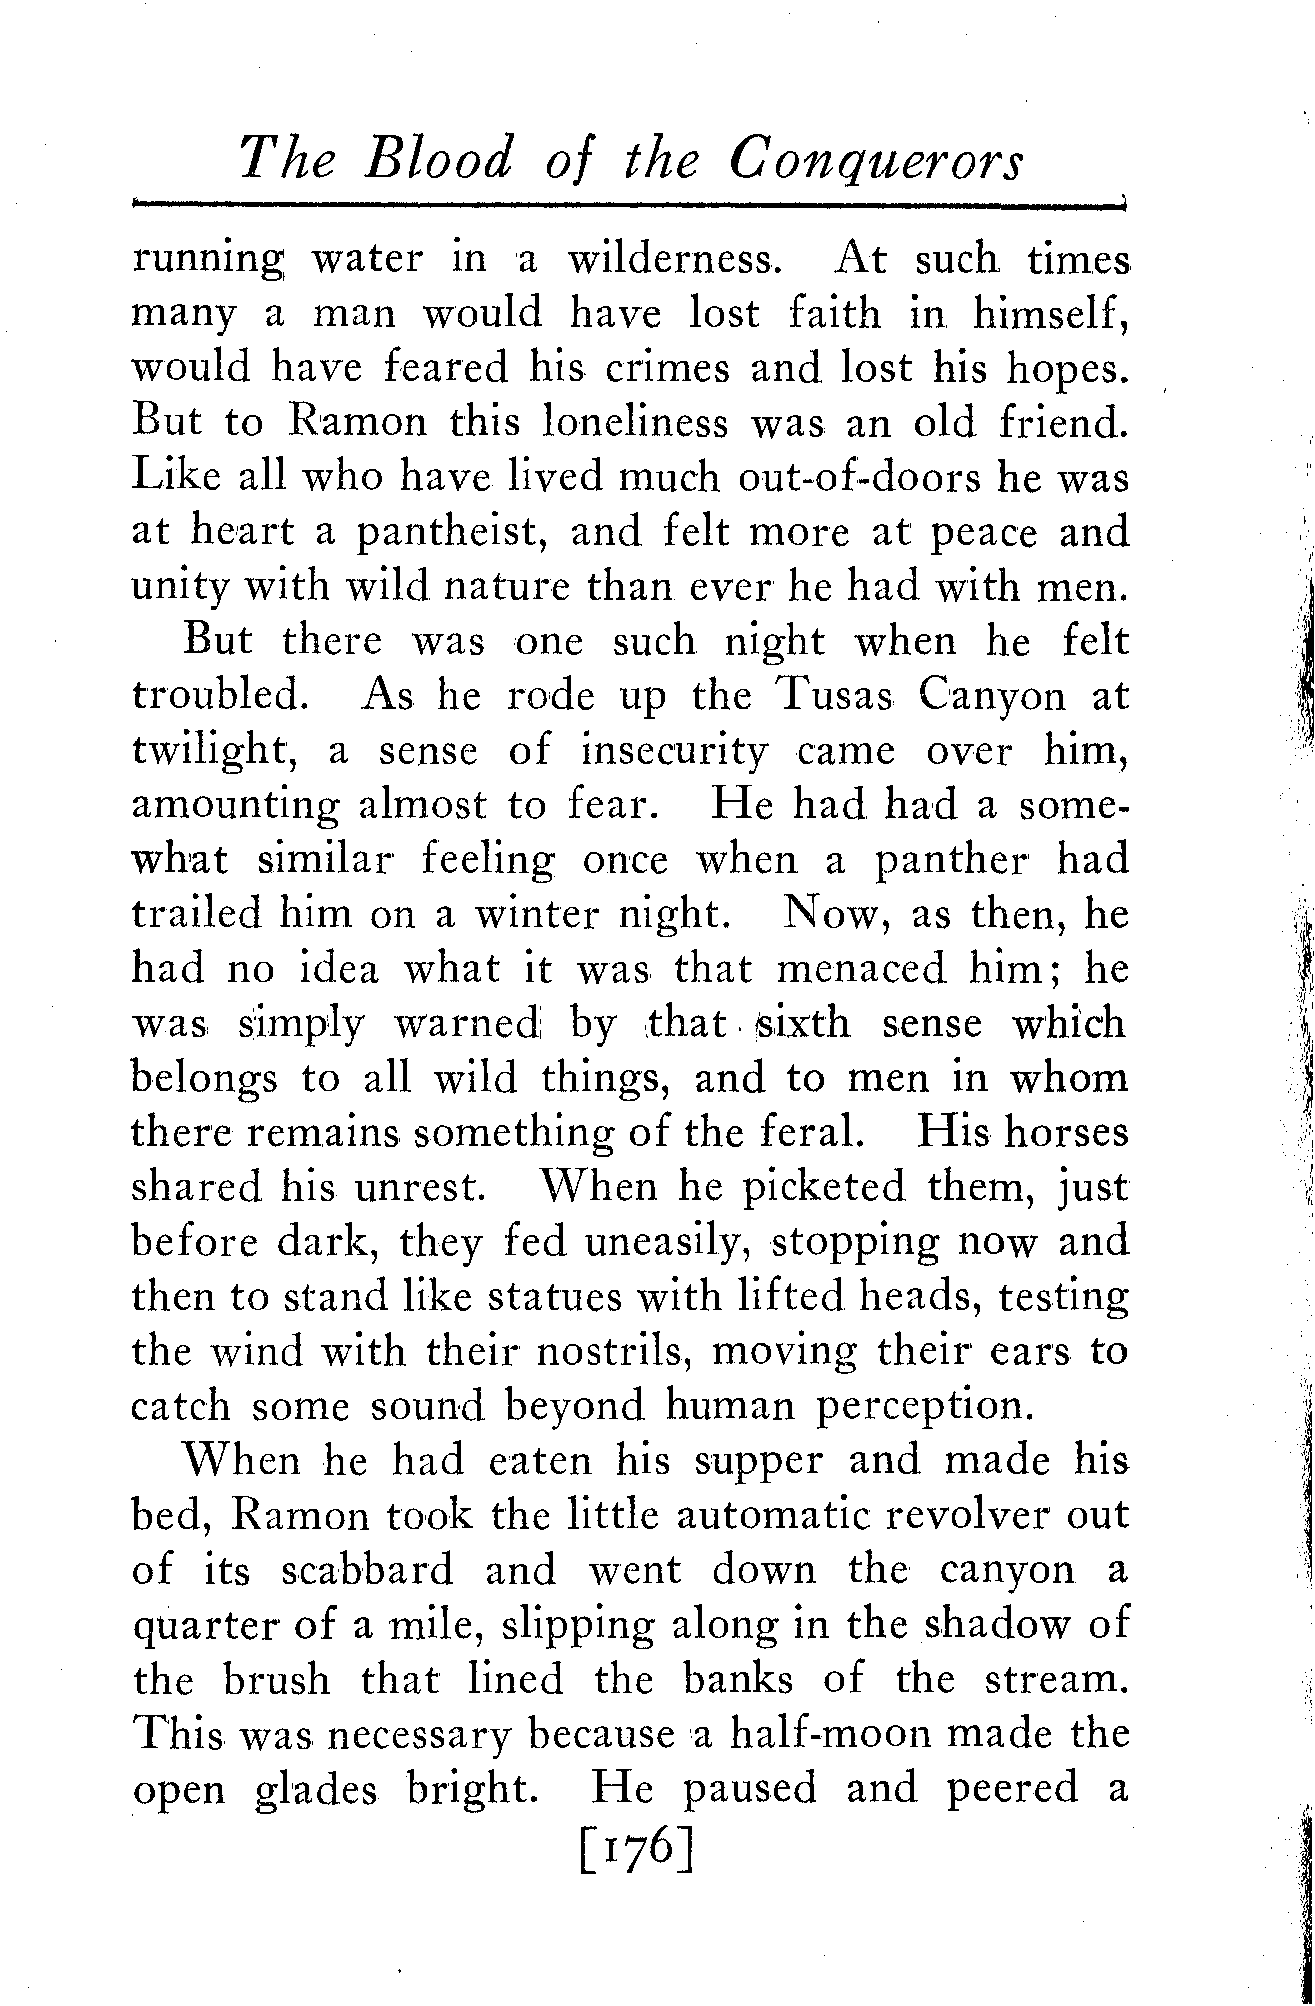 The Blood of the Conquerors
running water in a wilderness. At such times
many a man would have lost faith in himself,
would have feared his crimes and lost his hopes.
But to Ramon this loneliness was an old friend.
Like all who have lived much out-of-doors he was
at heart a pantheist, and felt more at peace and
unity with wild nature than ever he had with men.
But there was one such night when he felt
troubled. As he rode up the Tusas Canyon at
twilight, a sense of insecurity came over him,
amounting almost to fear. He had had a some-
what similar feeling once when a panther had
trailed him on a winter night. Now, as then, he
had no idea what it was that menaced him; he
was simply warned by that sixth sense which
belongs to all wild things, and to men in whom
there remains something of the feral. His horses
shared his unrest. When he picketed them, just
before dark, they fed uneasily, stopping now and
then to stand like statues with lifted heads, testing
the wind with their nostrils, moving their ears to
catch some sound beyond human perception.
When he had eaten his supper and made his
bed, Ramon took the little automatic revolver out
of its scabbard and went down the canyon a
quarter of a mile, slipping along in the shadow of
the brush that lined the banks of the stream.
This was necessary because a half-moon made the
open glades bright. He paused and peered a
[176]